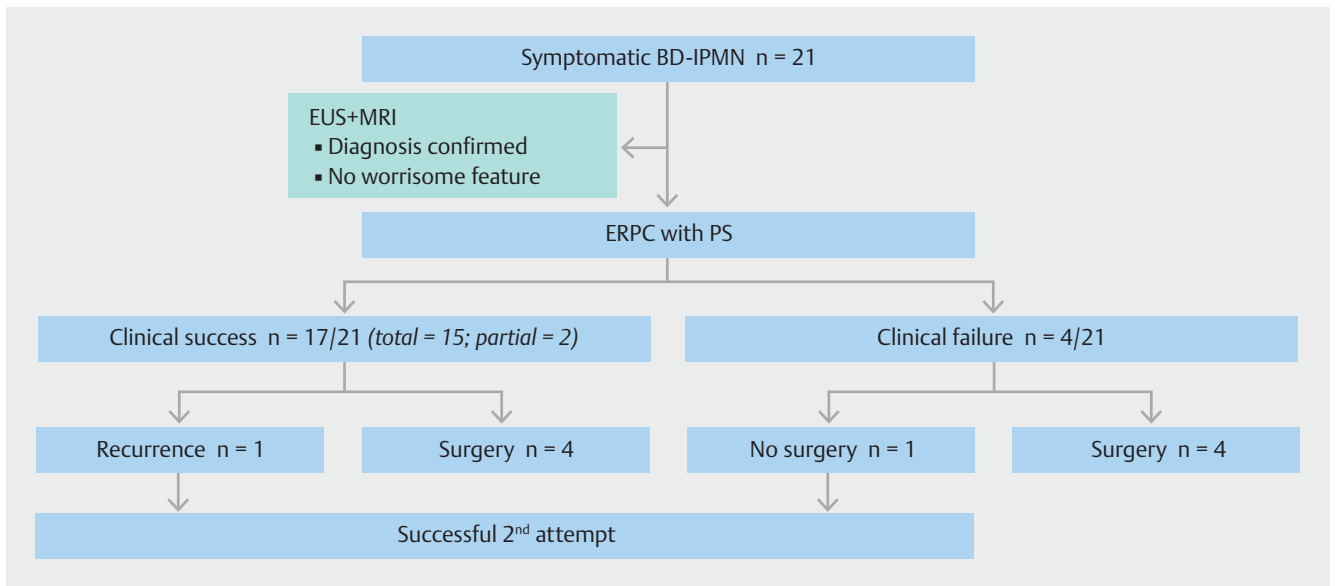 Symptomatic BD-IPMN n = 21
EUS+MRI
▪ Diagnosis confirmed
▪ No worrisome feature
ERPC with PS
Clinical success n = 17/21 (total = 15; partial = 2)
Clinical failure n = 4/21
Recurrence n = 1
Surgery n = 4
No surgery n = 1
Surgery n = 4
Successful 2nd attempt